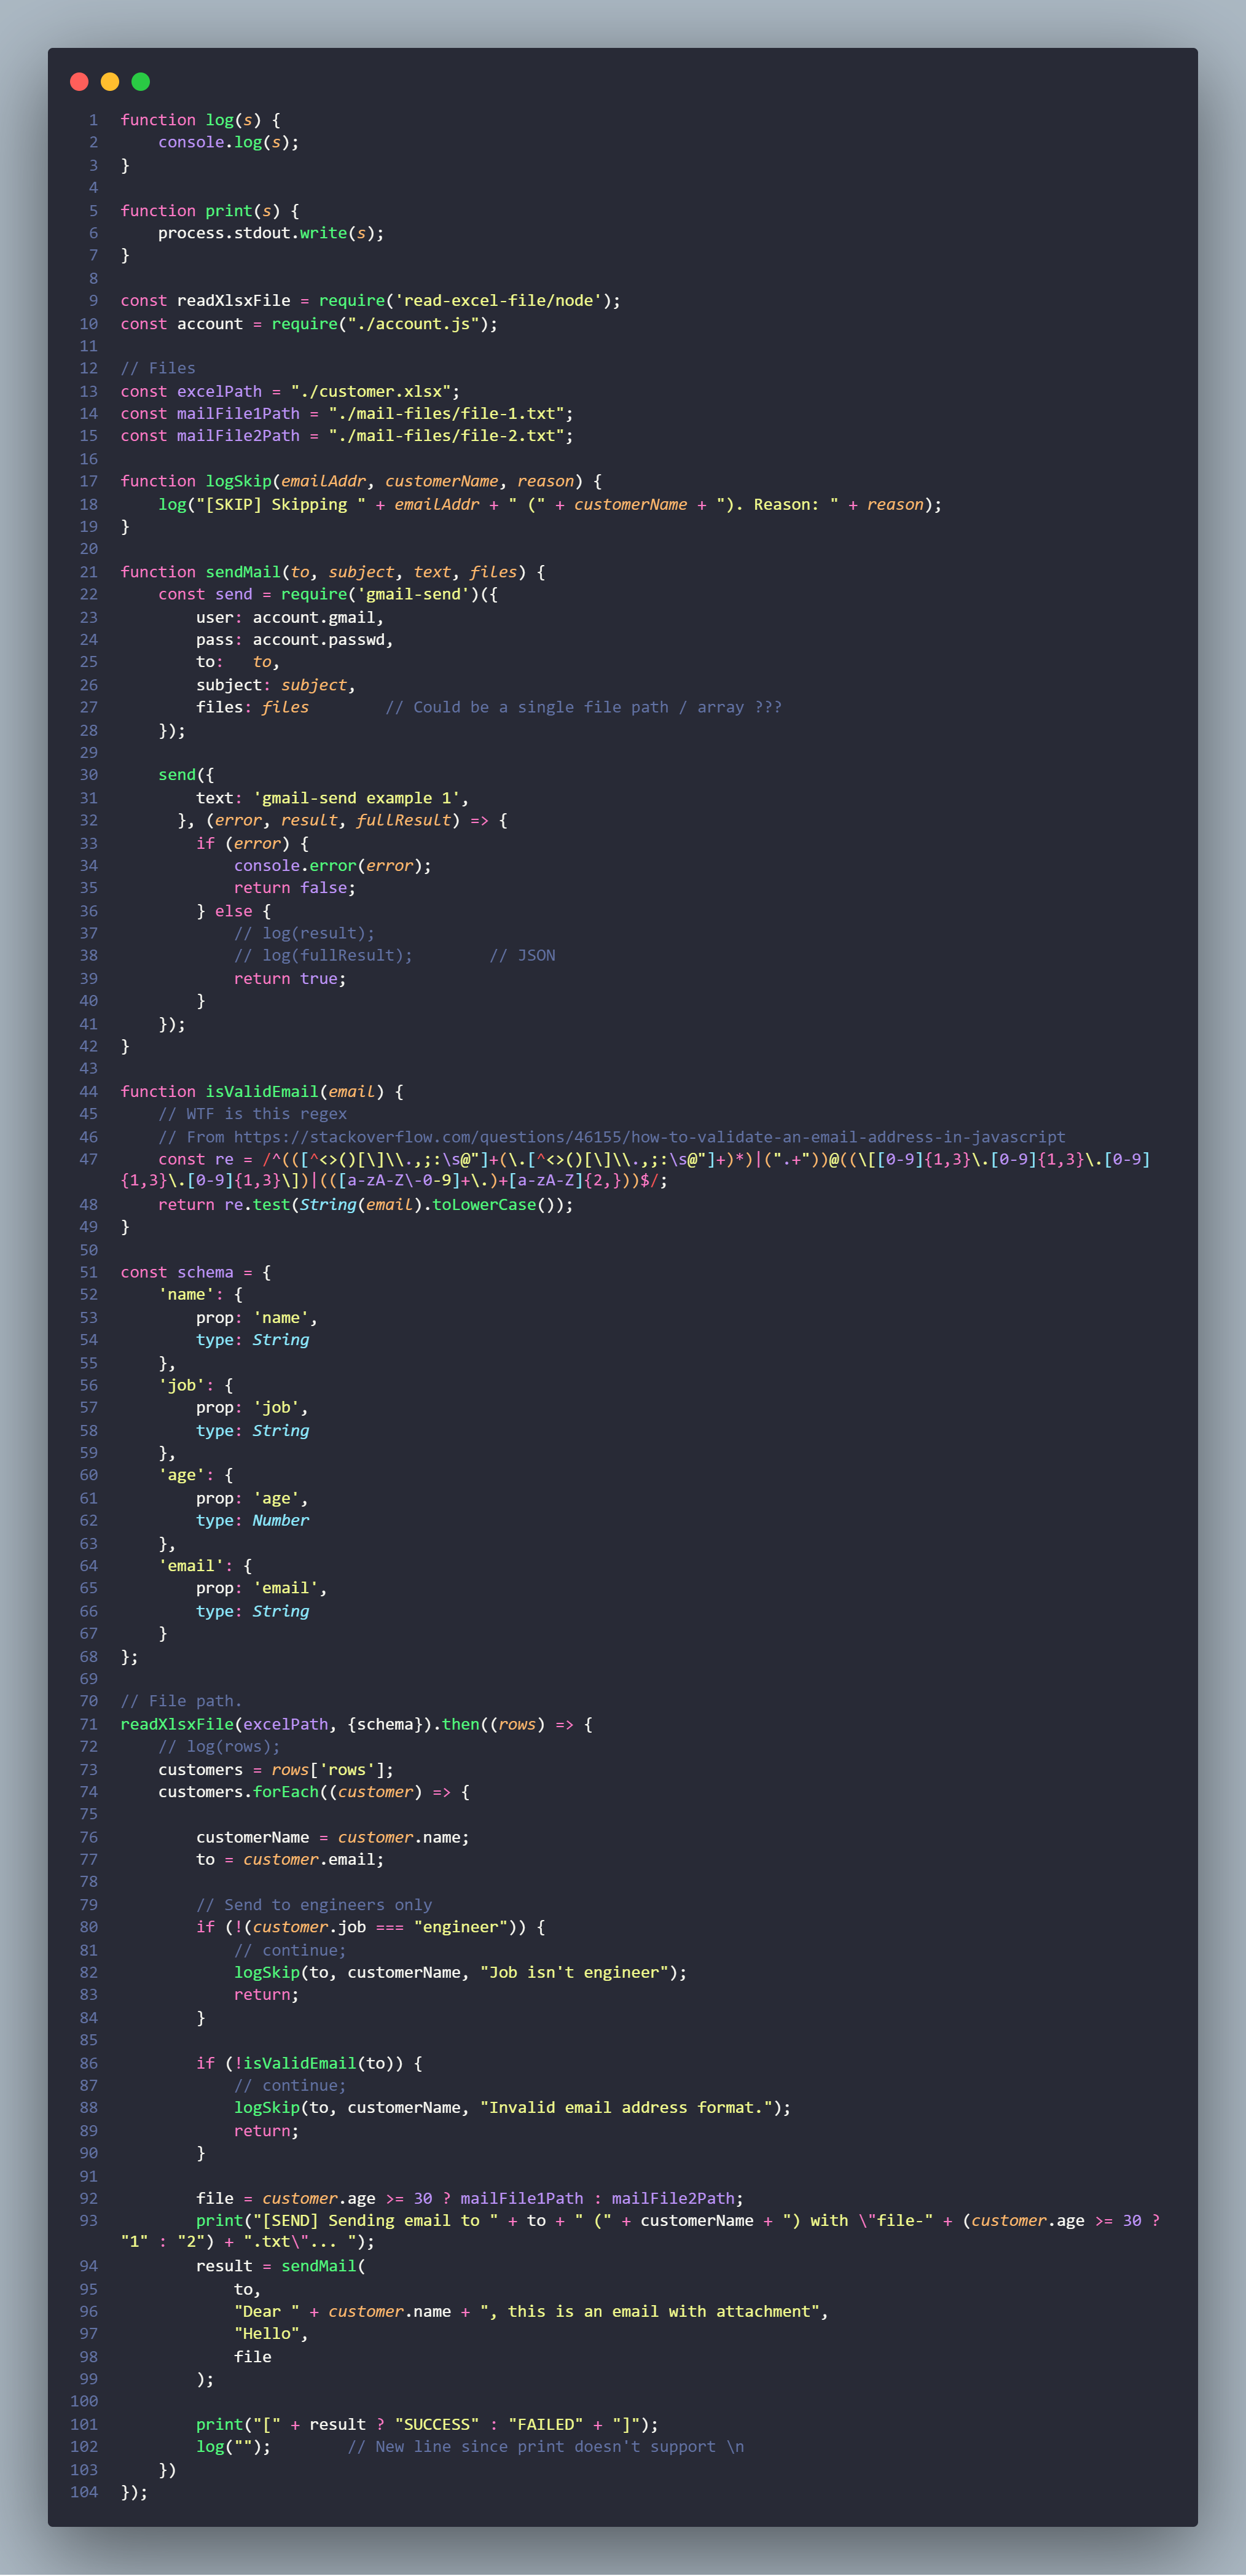 1 function log(s) {
2     console.log(s);
3 }
4
5 function print(s) {
6     process.stdout.write(s);
7 }
8
9 const readXlsxFile = require('read-excel-file/node');
10 const account = require("./account.js");
11
12 // Files
13 const excelPath = "./customer.xlsx";
14 const mailFile1Path = "./mail-files/file-1.txt";
15 const mailFile2Path = "./mail-files/file-2.txt";
16
17 function logSkip(emailAddr, customerName, reason) {
18     log("[SKIP] Skipping " + emailAddr + " (" + customerName + "). Reason: " + reason);
19 }
20
21 function sendMail(to, subject, text, files) {
22     const send = require('gmail-send')({
23         user: account.gmail,
24         pass: account.passwd,
25         to:   to,
26         subject: subject,
27         files: files        // Could be a single file path / array ???
28     });
29
30     send({
31         text: 'gmail-send example 1',
32       }, (error, result, fullResult) => {
33         if (error) {
34             console.error(error);
35             return false;
36         } else {
37             // log(result);
38             // log(fullResult);        // JSON
39             return true;
40         }
41     });
42 }
43
44 function isValidEmail(email) {
45     // WTF is this regex
46     // From https://stackoverflow.com/questions/46155/how-to-validate-an-email-address-in-javascript
47     const re = /^(([^<>()[\]\\.,;:\s@"]+(\.[^<>()[\]\\.,;:\s@"]+)*)|(".+"))@((\[[0-9]{1,3}\.[0-9]{1,3}\.[0-9]
{1,3}\.[0-9]{1,3}\])|(([a-zA-Z\-0-9]+\.)+[a-zA-Z]{2,}))$/;
48     return re.test(String(email).toLowerCase());
49 }
50
51 const schema = {
52     'name': {
53         prop: 'name',
54         type: String
55     },
56     'job': {
57         prop: 'job',
58         type: String
59     },
60     'age': {
61         prop: 'age',
62         type: Number
63     },
64     'email': {
65         prop: 'email',
66         type: String
67     }
68 };
69
70 // File path.
71 readXlsxFile(excelPath, {schema}).then((rows) => {
72     // log(rows);
73     customers = rows['rows'];
74     customers.forEach((customer) => {
75
76         customerName = customer.name;
77         to = customer.email;
78
79         // Send to engineers only
80         if (!(customer.job === "engineer")) {
81             // continue;
82             logSkip(to, customerName, "Job isn't engineer");
83             return;
84         }
85
86         if (!isValidEmail(to)) {
87             // continue;
88             logSkip(to, customerName, "Invalid email address format.");
89             return;
90         }
91
92         file = customer.age >= 30 ? mailFile1Path : mailFile2Path;
93         print("[SEND] Sending email to " + to + " (" + customerName + ") with \"file-" + (customer.age >= 30 ?
"1" : "2") + ".txt\"... ");
94         result = sendMail(
95             to,
96             "Dear " + customer.name + ", this is an email with attachment",
97             "Hello",
98             file
99         );
100
101         print("[" + result ? "SUCCESS" : "FAILED" + "]");
102         log("");        // New line since print doesn't support \n
103     })
104 });